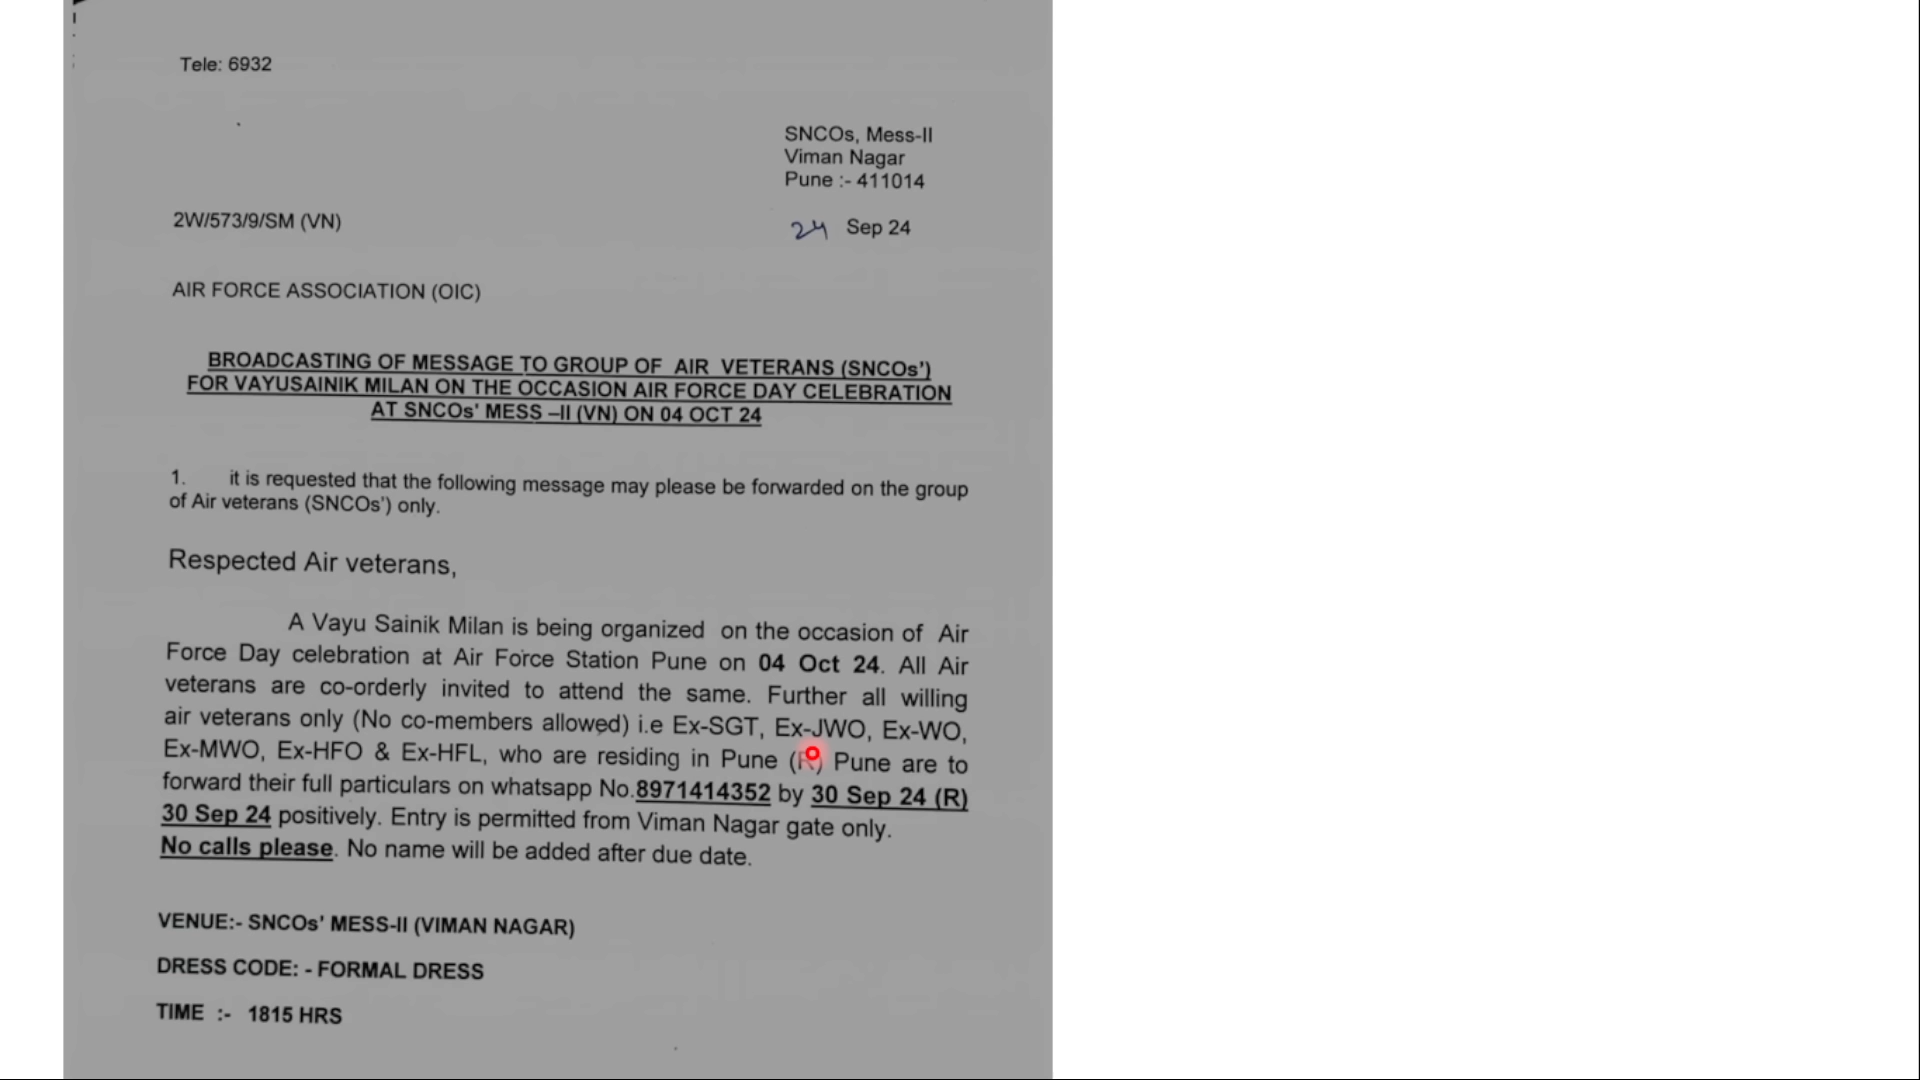 Tele: 6932
SNCOs, Mess-II
Viman Nagar
Pune :- 411014
2W/573/9/SM (VN)
24 Sep 24
AIR FORCE ASSOCIATION (OIC)
BROADCASTING OF MESSAGE TO GROUP OF AIR VETERANS (SNCOs’)
FOR VAYUSAINIK MILAN ON THE OCCASION AIR FORCE DAY CELEBRATION
AT SNCOs’ MESS –II (VN) ON 04 OCT 24
1. it is requested that the following message may please be forwarded on the group
of Air veterans (SNCOs’) only.
Respected Air veterans,
A Vayu Sainik Milan is being organized on the occasion of Air
Force Day celebration at Air Force Station Pune on 04 Oct 24. All Air
veterans are co-orderly invited to attend the same. Further all willing
air veterans only (No co-members allowed) i.e Ex-SGT, Ex-JWO, Ex-WO,
Ex-MWO, Ex-HFO & Ex-HFL, who are residing in Pune (R) Pune are to
forward their full particulars on whatsapp No.8971414352 by 30 Sep 24 (R)
30 Sep 24 positively. Entry is permitted from Viman Nagar gate only.
No calls please. No name will be added after due date.
VENUE:- SNCOs’ MESS-II (VIMAN NAGAR)
DRESS CODE: - FORMAL DRESS
TIME :- 1815 HRS